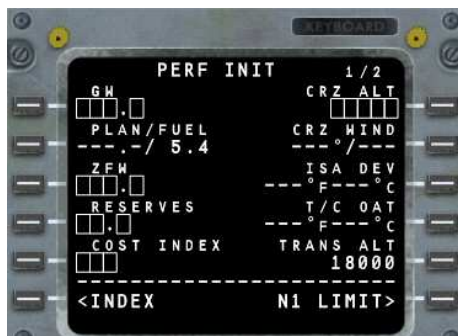 KEYBOARD
PERF INIT 1/2
GW CRZ ALT
□□□.□ □□□□□
PLAN/FUEL CRZ WIND
---.-/ 5.4 ---°/---
ZFW ISA DEV
□□□.□ ---°F---°C
RESERVES T/C OAT
□□.□ ---°F---°C
COST INDEX TRANS ALT
□□□ 18000
--------------------------------
<INDEX N1 LIMIT>